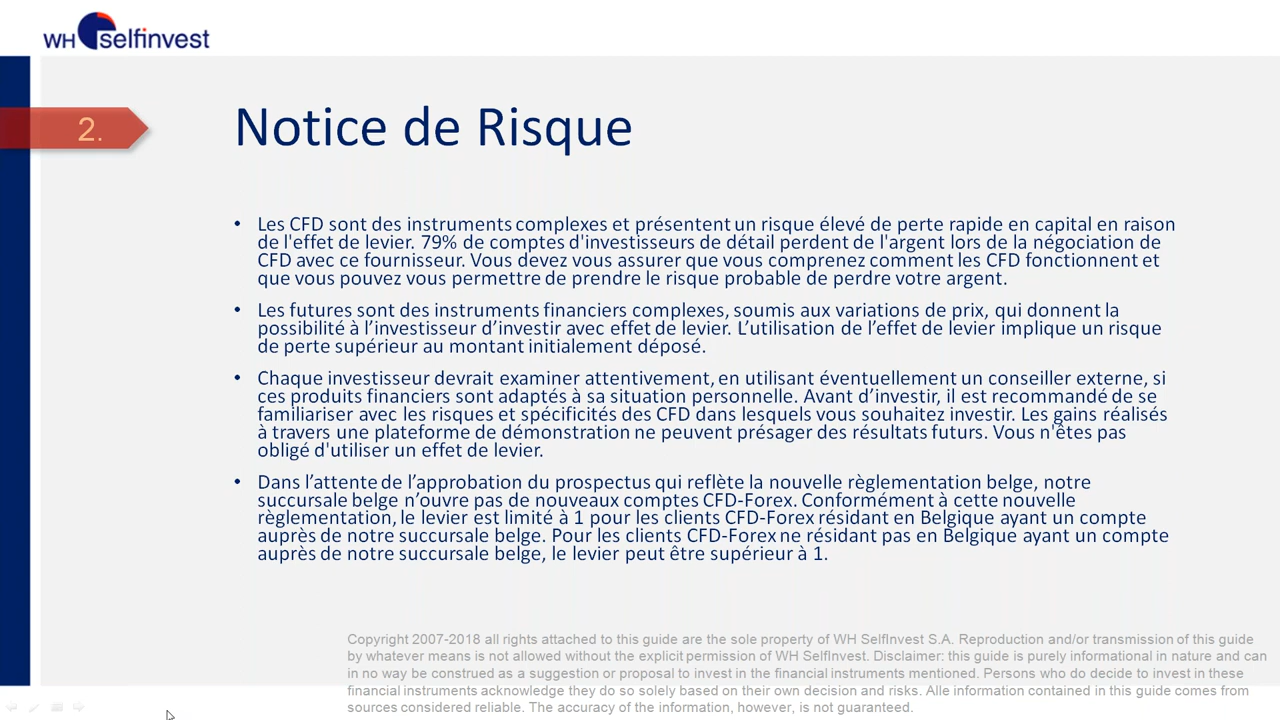 WH selfinvest
2.
Notice de Risque
• Les CFD sont des instruments complexes et présentent un risque élevé de perte rapide en capital en raison
de l'effet de levier. 79% de comptes d'investisseurs de détail perdent de l'argent lors de la négociation de
CFD avec ce fournisseur. Vous devez vous assurer que vous comprenez comment les CFD fonctionnent et
que vous pouvez vous permettre de prendre le risque probable de perdre votre argent.
• Les futures sont des instruments financiers complexes, soumis aux variations de prix, qui donnent la
possibilité à l’investisseur d’investir avec effet de levier. L’utilisation de l’effet de levier implique un risque
de perte supérieur au montant initialement déposé.
• Chaque investisseur devrait examiner attentivement, en utilisant éventuellement un conseiller externe, si
ces produits financiers sont adaptés à sa situation personnelle. Avant d’investir, il est recommandé de se
familiariser avec les risques et spécificités des CFD dans lesquels vous souhaitez investir. Les gains réalisés
à travers une plateforme de démonstration ne peuvent présager des résultats futurs. Vous n'êtes pas
obligé d'utiliser un effet de levier.
• Dans l’attente de l’approbation du prospectus qui reflète la nouvelle règlementation belge, notre
succursale belge n’ouvre pas de nouveaux comptes CFD-Forex. Conformément à cette nouvelle
règlementation, le levier est limité à 1 pour les clients CFD-Forex résidant en Belgique ayant un compte
auprès de notre succursale belge. Pour les clients CFD-Forex ne résidant pas en Belgique ayant un compte
auprès de notre succursale belge, le levier peut être supérieur à 1.
Copyright 2007-2018 all rights attached to this guide are the sole property of WH SelfInvest S.A. Reproduction and/or transmission of this guide
by whatever means is not allowed without the explicit permission of WH SelfInvest. Disclaimer: this guide is purely informational in nature and can
in no way be construed as a suggestion or proposal to invest in the financial instruments mentioned. Persons who do decide to invest in these
financial instruments acknowledge they do so solely based on their own decision and risks. Alle information contained in this guide comes from
sources considered reliable. The accuracy of the information, however, is not guaranteed.